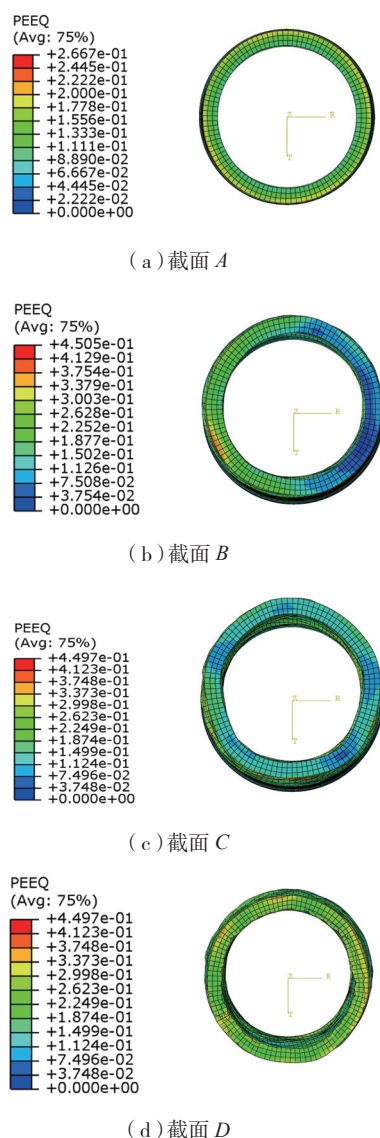 PEEQ
(Avg: 75%)
+2.667e-01
+2.445e-01
+2.222e-01
+2.000e-01
+1.778e-01
+1.556e-01
+1.333e-01
+1.111e-01
+8.890e-02
+6.667e-02
+4.445e-02
+2.222e-02
+0.000e+00
Z
R
T
（a）截面 A
PEEQ
(Avg: 75%)
+4.505e-01
+4.129e-01
+3.754e-01
+3.379e-01
+3.003e-01
+2.628e-01
+2.252e-01
+1.877e-01
+1.502e-01
+1.126e-01
+7.508e-02
+3.754e-02
+0.000e+00
R
T
（b）截面 B
PEEQ
(Avg: 75%)
+4.497e-01
+4.123e-01
+3.748e-01
+3.373e-01
+2.998e-01
+2.623e-01
+2.249e-01
+1.874e-01
+1.499e-01
+1.124e-01
+7.496e-02
+3.748e-02
+0.000e+00
R
T
（c）截面 C
PEEQ
(Avg: 75%)
+4.497e-01
+4.123e-01
+3.748e-01
+3.373e-01
+2.998e-01
+2.623e-01
+2.249e-01
+1.874e-01
+1.499e-01
+1.124e-01
+7.496e-02
+3.748e-02
+0.000e+00
R
T
（d）截面 D